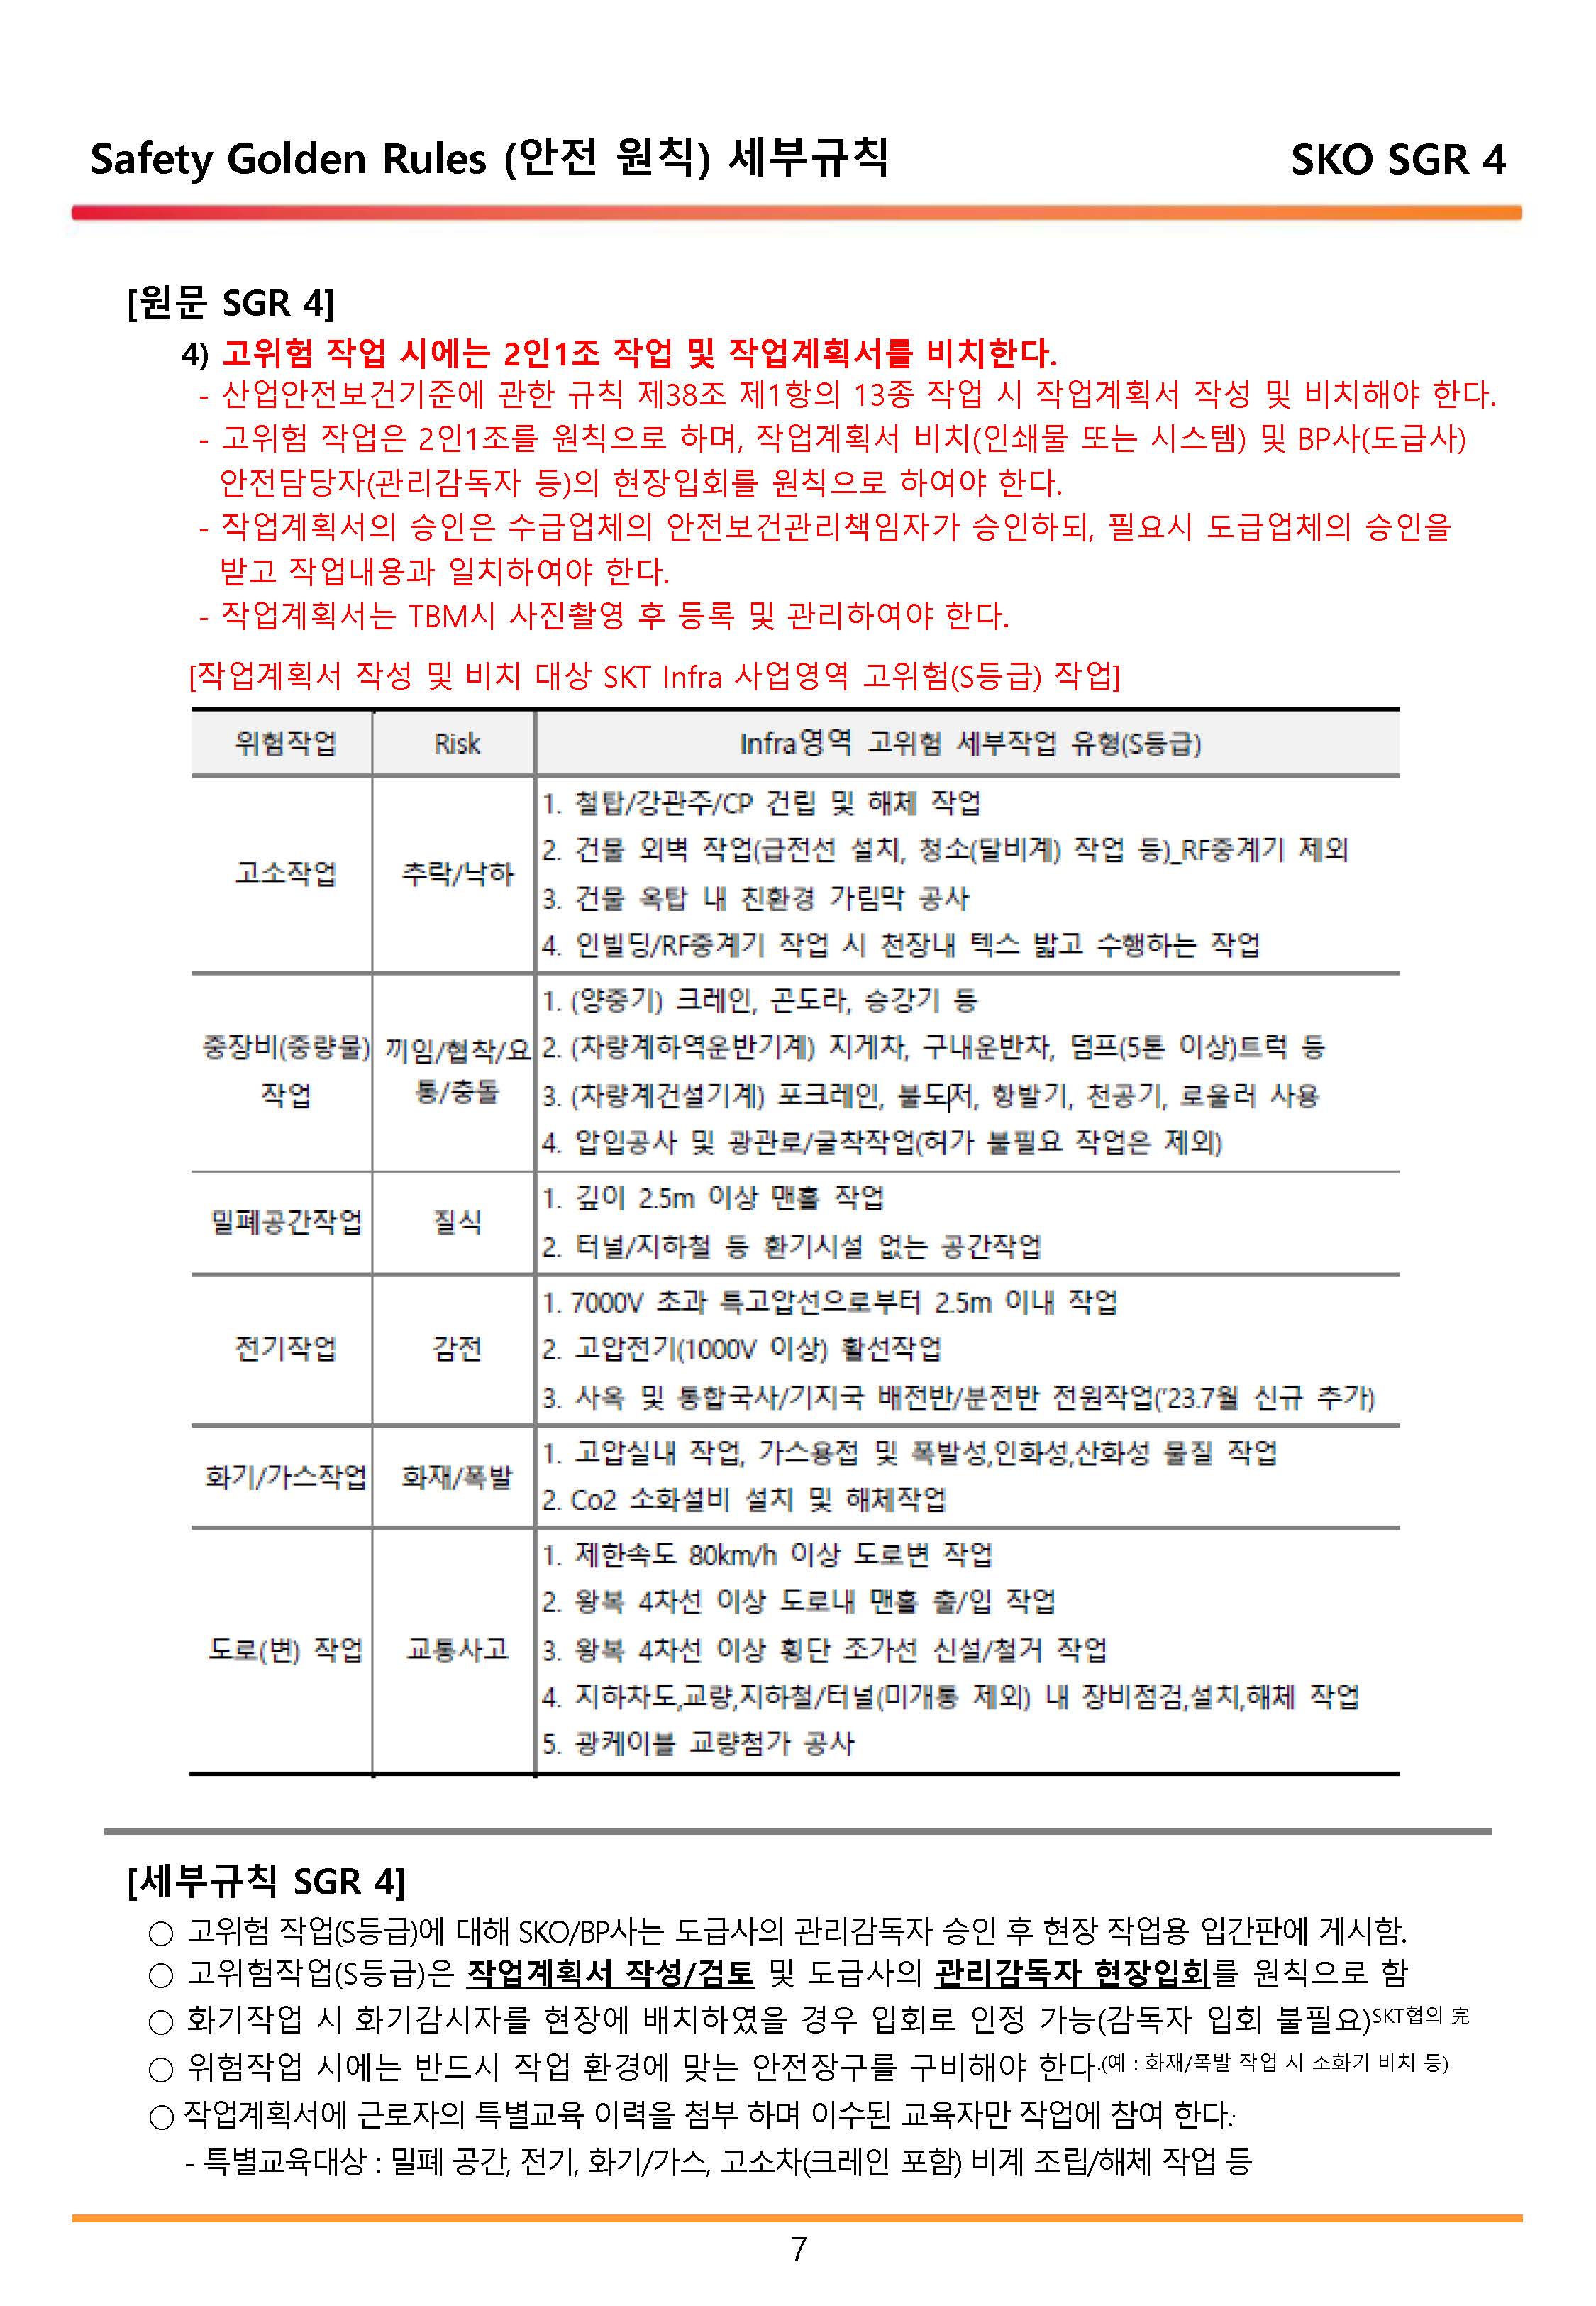 Safety Golden Rules (안전 원칙) 세부규칙 SKO SGR 4
[원문 SGR 4]
4) 고위험 작업 시에는 2인1조 작업 및 작업계획서를 비치한다.
- 산업안전보건기준에 관한 규칙 제38조 제1항의 13종 작업 시 작업계획서 작성 및 비치해야 한다.
- 고위험 작업은 2인1조를 원칙으로 하며, 작업계획서 비치(인쇄물 또는 시스템) 및 BP사(도급사)
안전담당자(관리감독자 등)의 현장입회를 원칙으로 하여야 한다.
- 작업계획서의 승인은 수급업체의 안전보건관리책임자가 승인하되, 필요시 도급업체의 승인을
받고 작업내용과 일치하여야 한다.
- 작업계획서는 TBM시 사진촬영 후 등록 및 관리하여야 한다.
[작업계획서 작성 및 비치 대상 SKT Infra 사업영역 고위험(S등급) 작업]
위험작업 Risk Infra영역 고위험 세부작업 유형(S등급)
고소작업 추락/낙하
1. 철탑/강관주/CP 건립 및 해체 작업
2. 건물 외벽 작업(급전선 설치, 청소(달비계) 작업 등)_RF중계기 제외
3. 건물 옥탑 내 친환경 가림막 공사
4. 인빌딩/RF중계기 작업 시 천장내 텍스 밟고 수행하는 작업
중장비(중량물) 끼임/협착/요
작업 통/충돌
1. (양중기) 크레인, 곤도라, 승강기 등
2. (차량계하역운반기계) 지게차, 구내운반차, 덤프(5톤 이상)트럭 등
3. (차량계건설기계) 포크레인, 불도저, 항발기, 천공기, 로울러 사용
4. 압입공사 및 광관로/굴착작업(허가 불필요 작업은 제외)
밀폐공간작업 질식
1. 깊이 2.5m 이상 맨홀 작업
2. 터널/지하철 등 환기시설 없는 공간작업
전기작업 감전
1. 7000V 초과 특고압선으로부터 2.5m 이내 작업
2. 고압전기(1000V 이상) 활선작업
3. 사옥 및 통합국사/기지국 배전반/분전반 전원작업('23.7월 신규 추가)
화기/가스작업 화재/폭발
1. 고압실내 작업, 가스용접 및 폭발성,인화성,산화성 물질 작업
2. Co2 소화설비 설치 및 해체작업
도로(변) 작업 교통사고
1. 제한속도 80km/h 이상 도로변 작업
2. 왕복 4차선 이상 도로내 맨홀 출/입 작업
3. 왕복 4차선 이상 횡단 조가선 신설/철거 작업
4. 지하차도,교량,지하철/터널(미개통 제외) 내 장비점검,설치,해체 작업
5. 광케이블 교량첨가 공사
[세부규칙 SGR 4]
○ 고위험 작업(S등급)에 대해 SKO/BP사는 도급사의 관리감독자 승인 후 현장 작업용 입간판에 게시함.
○ 고위험작업(S등급)은 작업계획서 작성/검토 및 도급사의 관리감독자 현장입회를 원칙으로 함
○ 화기작업 시 화기감시자를 현장에 배치하였을 경우 입회로 인정 가능(감독자 입회 불필요)SKT협의 完
○ 위험작업 시에는 반드시 작업 환경에 맞는 안전장구를 구비해야 한다.(예 : 화재/폭발 작업 시 소화기 비치 등)
○ 작업계획서에 근로자의 특별교육 이력을 첨부 하며 이수된 교육자만 작업에 참여 한다.
- 특별교육대상 : 밀폐 공간, 전기, 화기/가스, 고소차(크레인 포함) 비계 조립/해체 작업 등
7